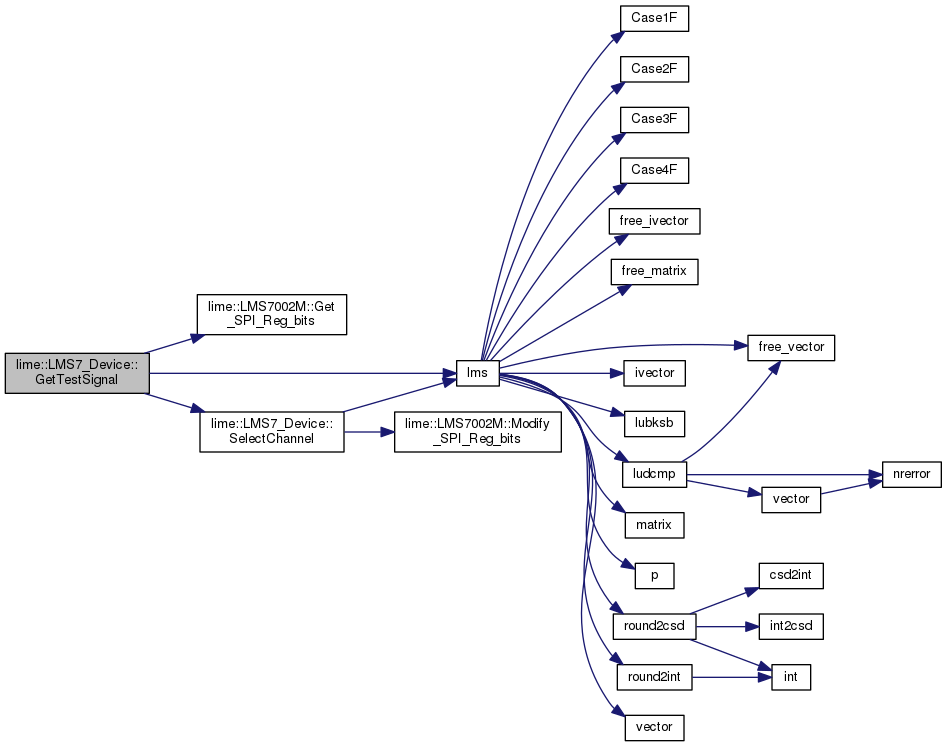 Case1F
Case2F
Case3F
Case4F
free_ivector
free_matrix
lime::LMS7002M::Get
_SPI_Reg_bits
free_vector
lime::LMS7_Device::
GetTestSignal
lms
ivector
lime::LMS7_Device::
SelectChannel
lime::LMS7002M::Modify
_SPI_Reg_bits
lubksb
ludcmp
nrerror
vector
matrix
p
csd2int
round2csd
int2csd
round2int
int
vector